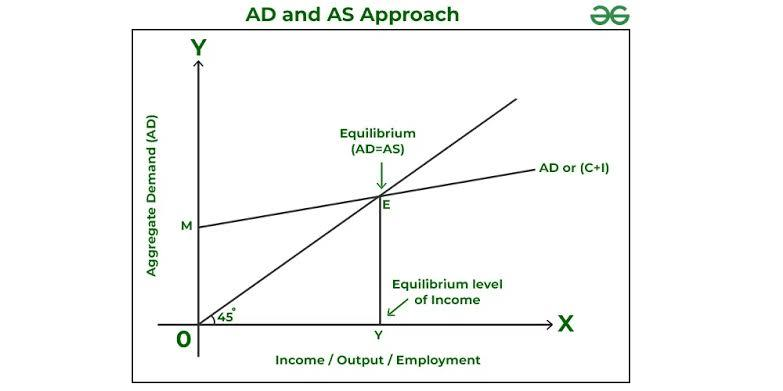 AD and AS Approach
Y
Aggregate Demand (AD)
Equilibrium
(AD=AS)
AD or (C+I)
E
M
Equilibrium level
of Income
45°
X
0
Y
Income / Output / Employment